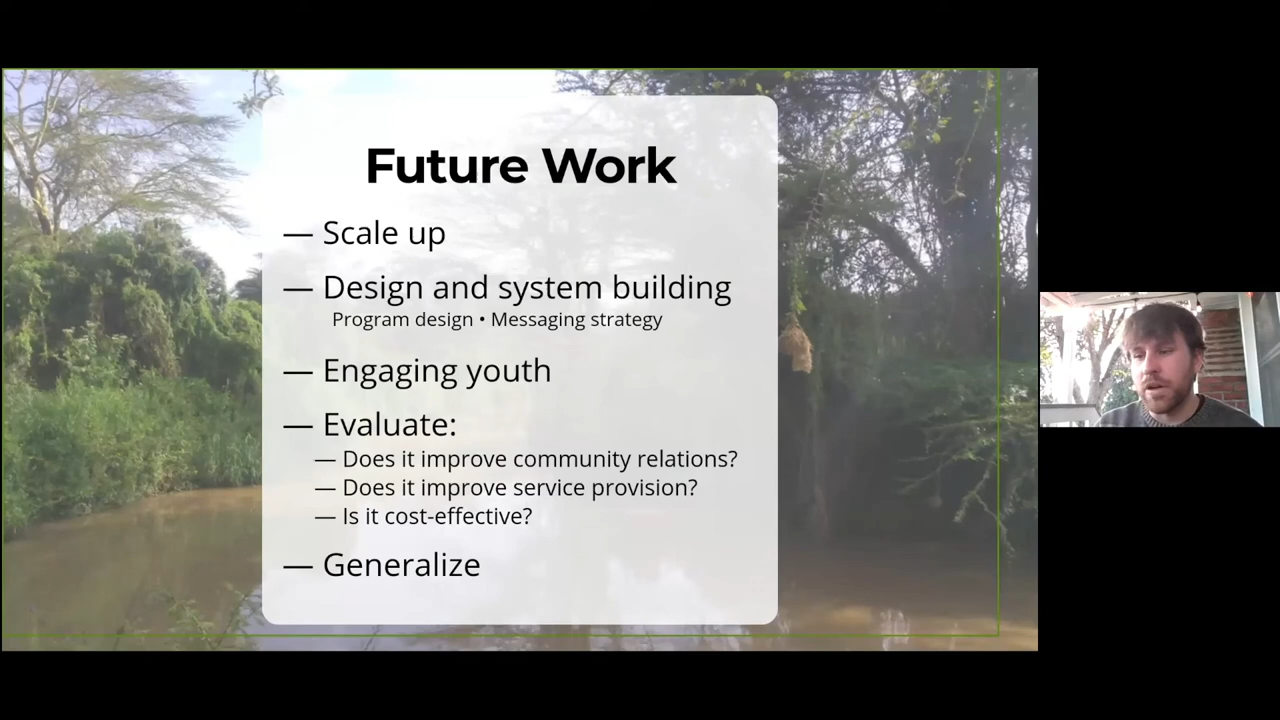 Future Work
— Scale up
— Design and system building
Program design • Messaging strategy
— Engaging youth
— Evaluate:
— Does it improve community relations?
— Does it improve service provision?
— Is it cost-effective?
— Generalize